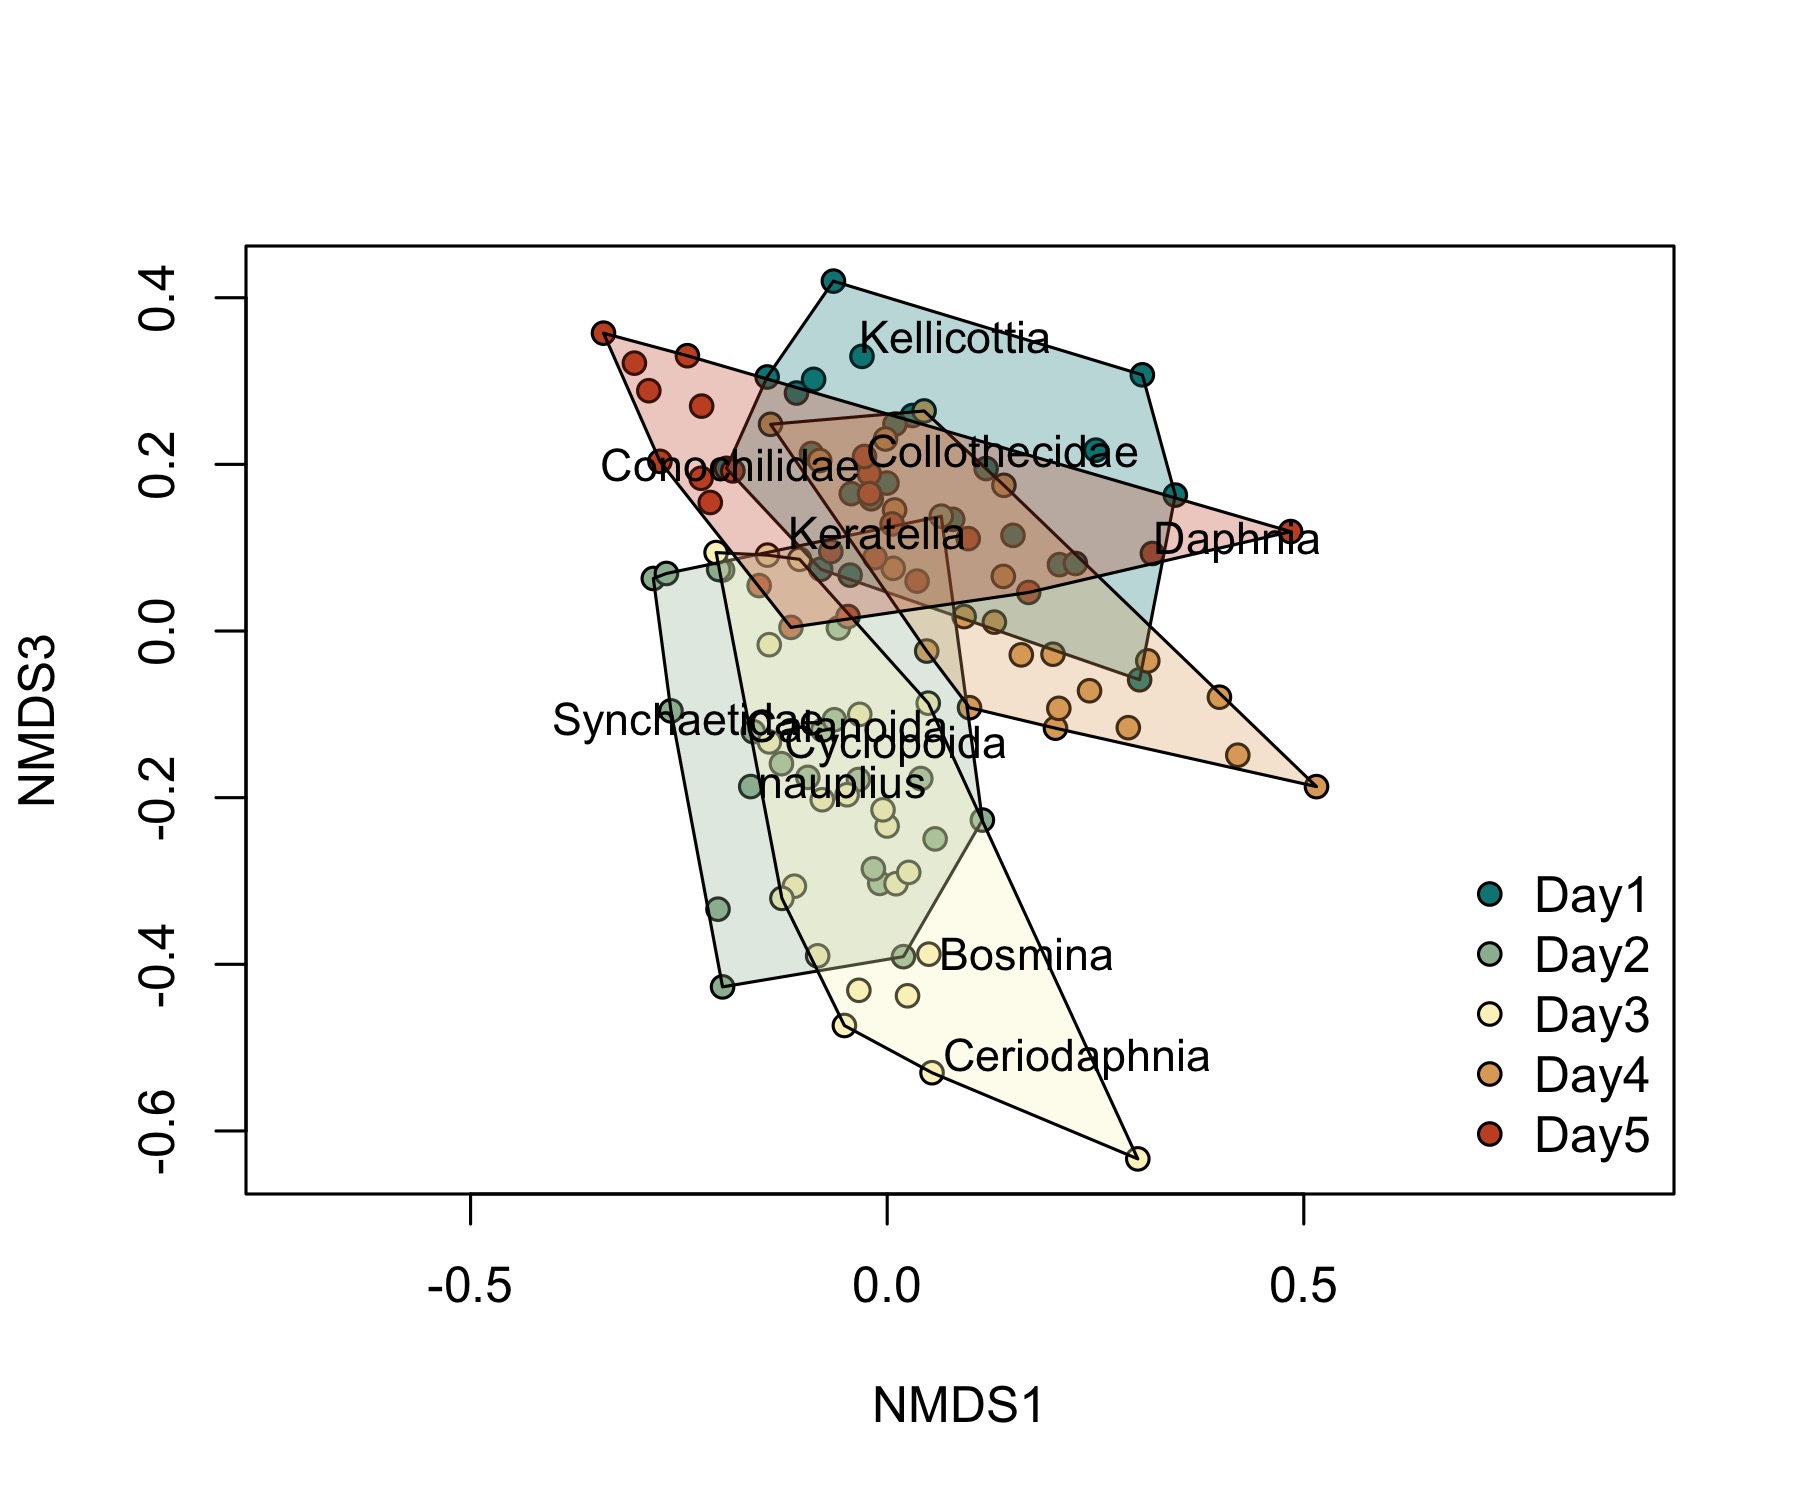 0.4
Kellicottia
0.2
Collothecidae
Conochilidae
Keratella
Daphnia
0.0
NMDS3
Synchaetidae
Calanoida
Cyclopoida
nauplius
-0.2
Day1
-0.4
Bosmina
Day2
Day3
Ceriodaphnia
Day4
-0.6
Day5
-0.5 0.0 0.5
NMDS1